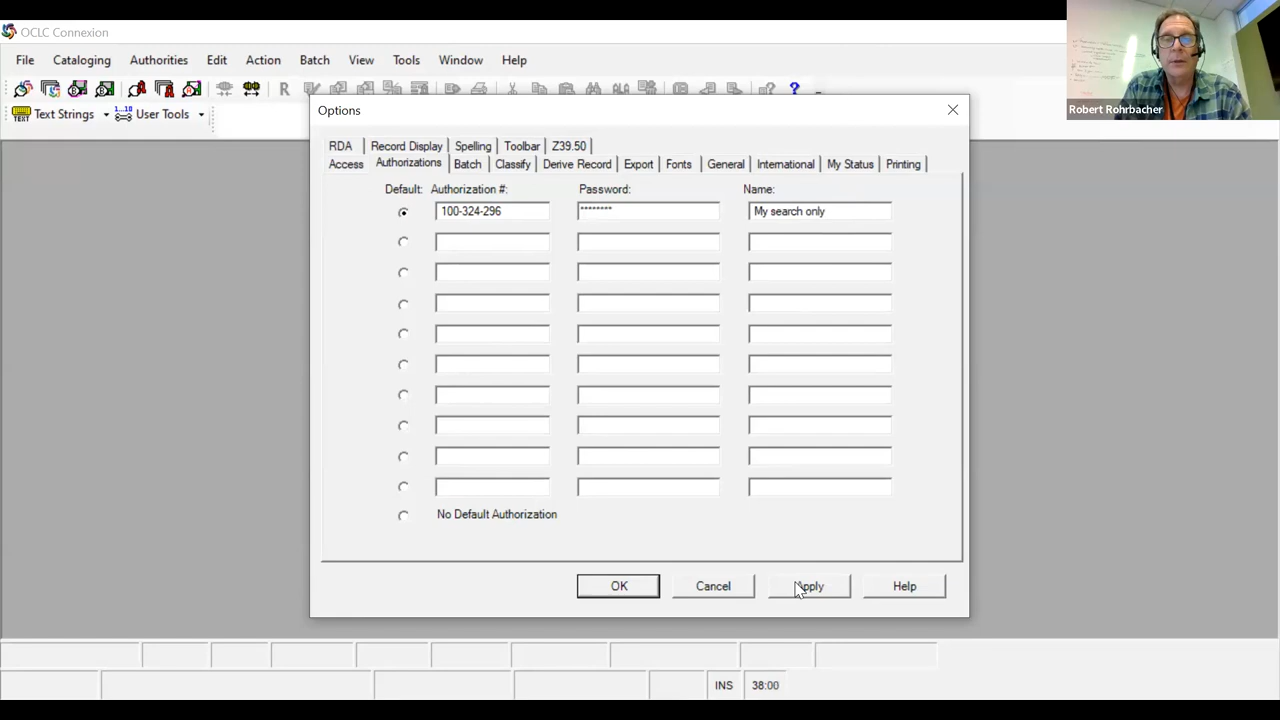 OCLC Connexion
File Cataloging Authorities Edit Action Batch View Tools Window Help
R
TEXT Text Strings 1...10 User Tools
Robert Rohrbacher
Options
RDA Record Display Spelling Toolbar Z39.50
Access Authorizations Batch Classify Derive Record Export Fonts General International My Status Printing
Default: Authorization #: Password: Name:
100-324-296 ******** My search only
No Default Authorization
OK Cancel Apply Help
INS 38:00